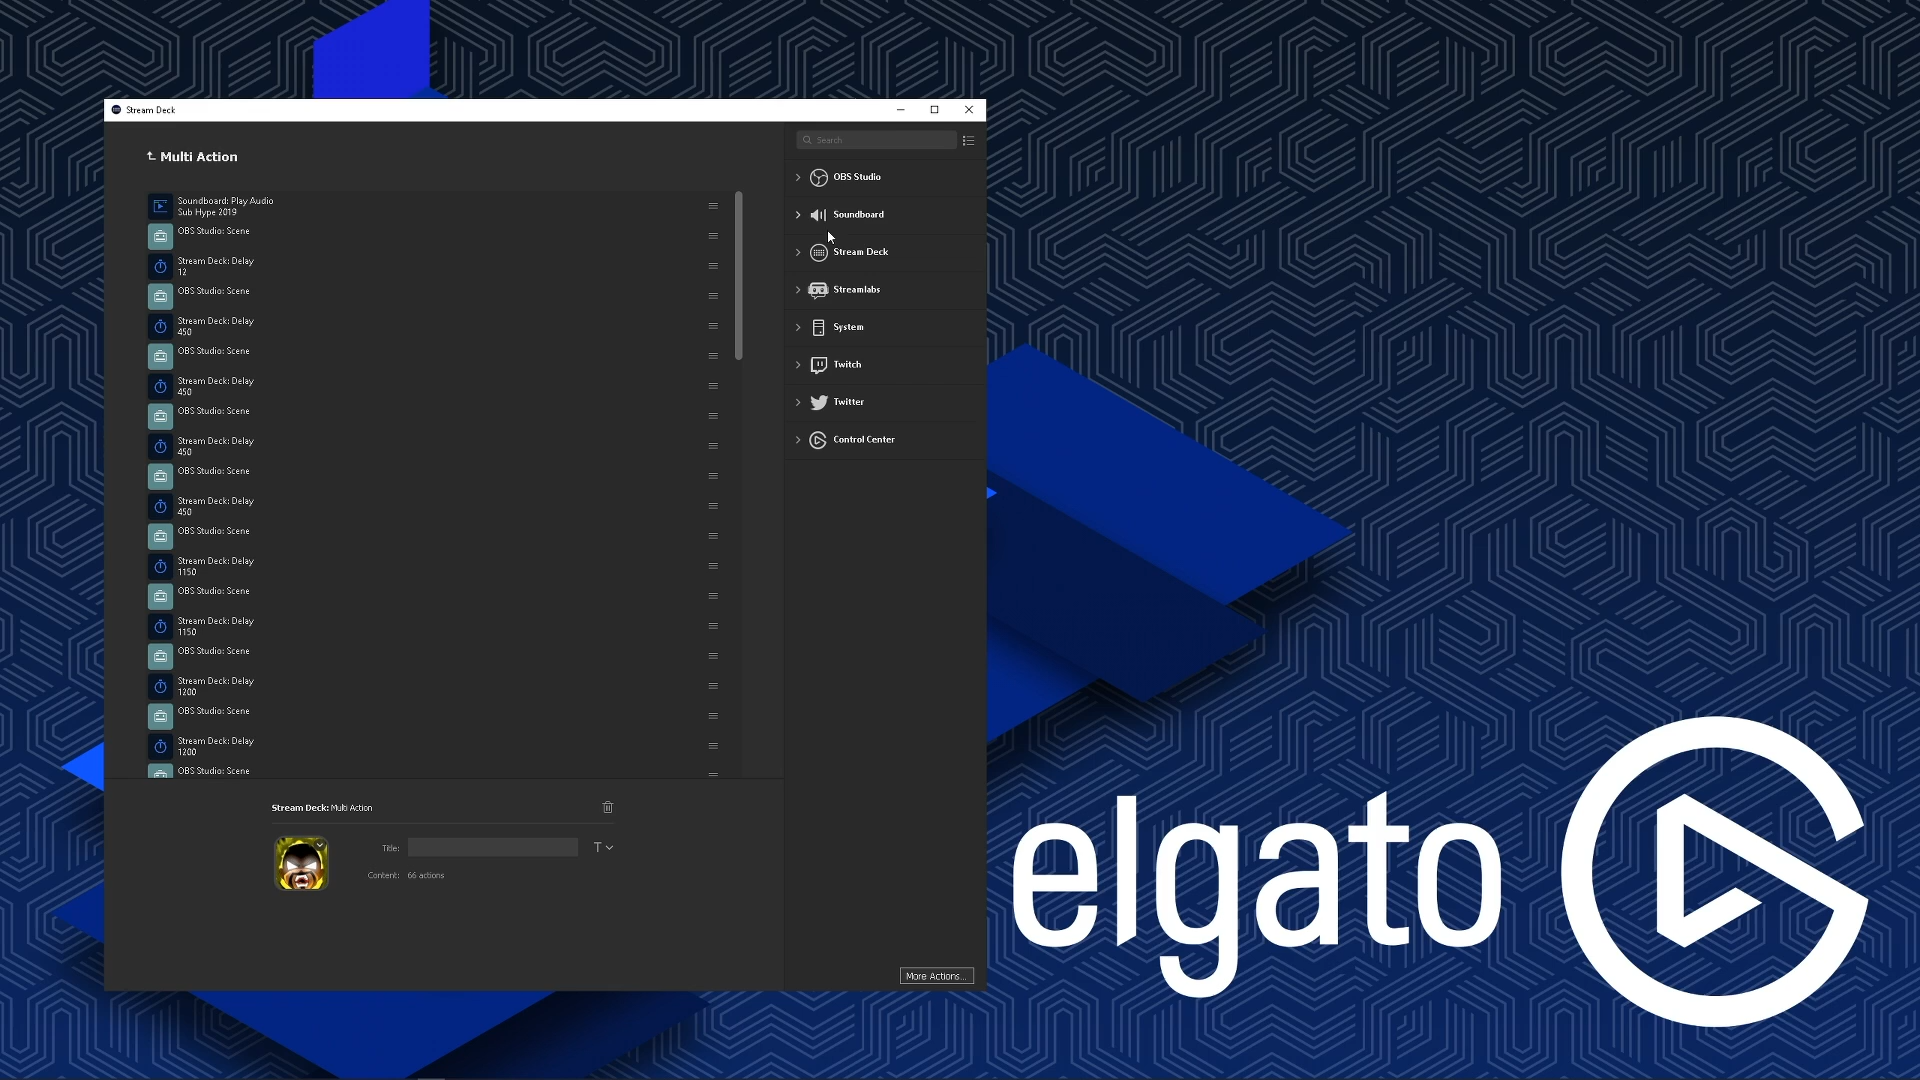 Stream Deck
Multi Action
Search
Soundboard: Play Audio
Sub Hype 2019
OBS Studio: Scene
Stream Deck: Delay
12
OBS Studio: Scene
Stream Deck: Delay
450
OBS Studio: Scene
Stream Deck: Delay
450
OBS Studio: Scene
Stream Deck: Delay
450
OBS Studio: Scene
Stream Deck: Delay
450
OBS Studio: Scene
Stream Deck: Delay
1150
OBS Studio: Scene
Stream Deck: Delay
1150
OBS Studio: Scene
Stream Deck: Delay
1200
OBS Studio: Scene
Stream Deck: Delay
1200
OBS Studio: Scene
OBS Studio
Soundboard
Stream Deck
Streamlabs
System
Twitch
Twitter
Control Center
Stream Deck: Multi Action
Title:
T
Content: 66 actions
More Actions...
elgato